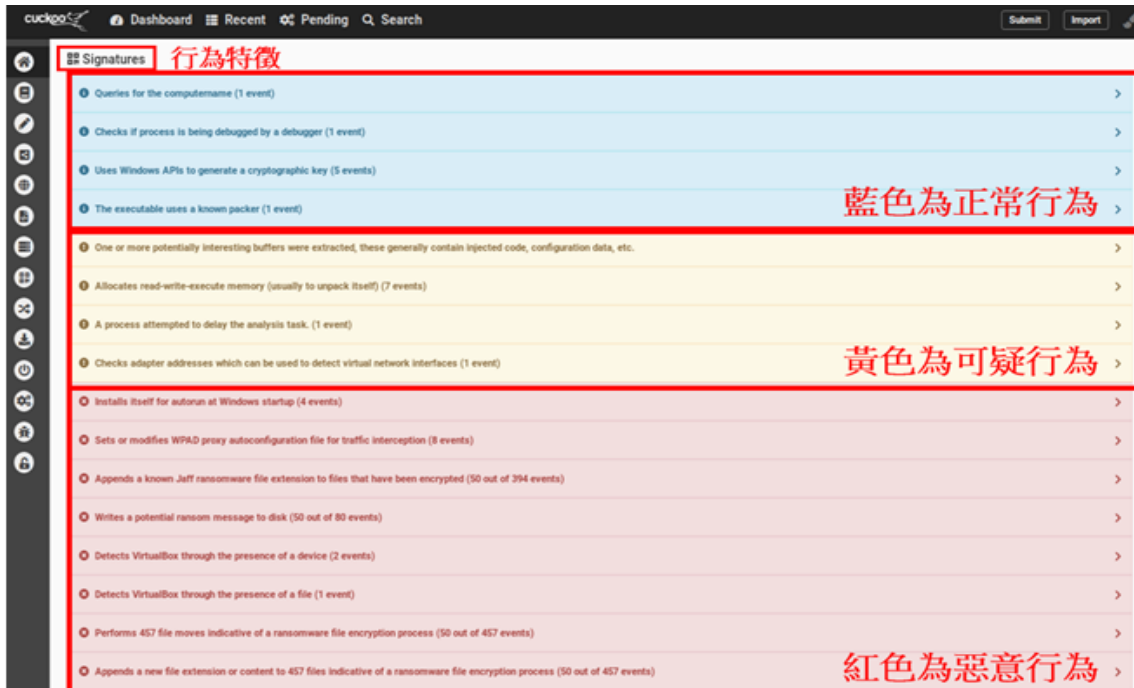 cuckoo Dashboard Recent Pending Search Submit Import
Signatures 行為特徵
Queries for the computername (1 event)
Checks if process is being debugged by a debugger (1 event)
Uses Windows APIs to generate a cryptographic key (5 events)
The executable uses a known packer (1 event)
藍色為正常行為
One or more potentially interesting buffers were extracted, these generally contain injected code, configuration data, etc.
Allocates read-write-execute memory (usually to unpack itself) (7 events)
A process attempted to delay the analysis task. (1 event)
Checks adapter addresses which can be used to detect virtual network interfaces (1 event)
黃色為可疑行為
Installs itself for autorun at Windows startup (4 events)
Sets or modifies WPAD proxy autoconfiguration file for traffic interception (8 events)
Appends a known Jaff ransomware file extension to files that have been encrypted (50 out of 394 events)
Writes a potential ransom message to disk (50 out of 80 events)
Detects VirtualBox through the presence of a device (2 events)
Detects VirtualBox through the presence of a file (1 event)
Performs 457 file moves indicative of a ransomware file encryption process (50 out of 457 events)
Appends a new file extension or content to 457 files indicative of a ransomware file encryption process (50 out of 457 events)
紅色為惡意行為